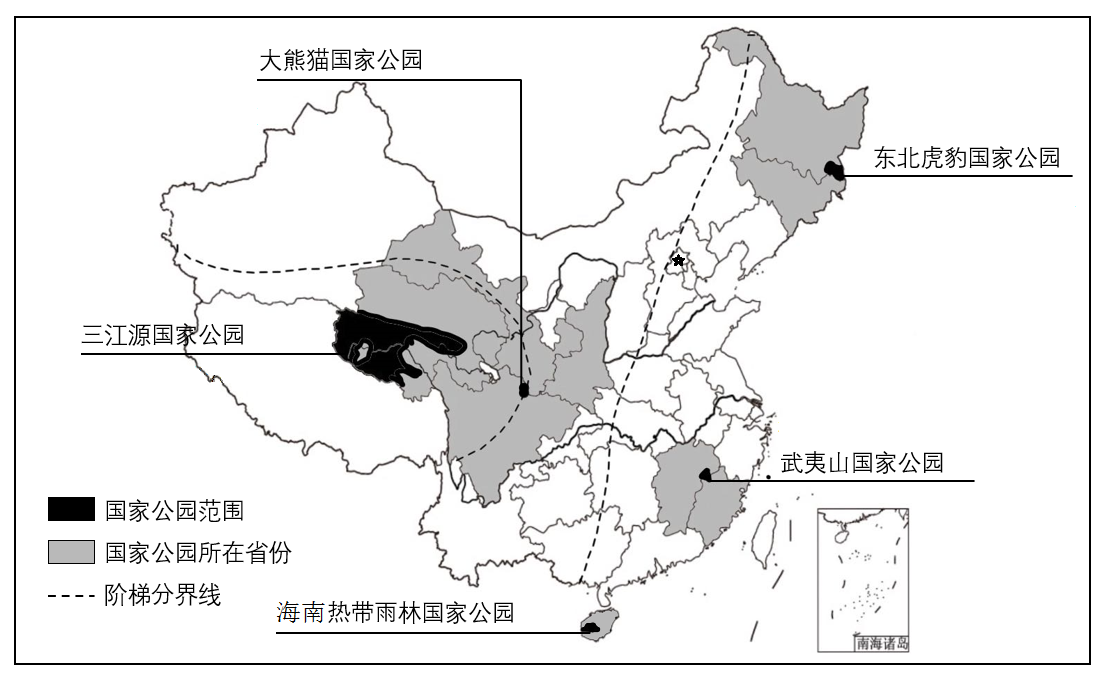 大熊猫国家公园
东北虎豹国家公园
三江源国家公园
武夷山国家公园
国家公园范围
国家公园所在省份
阶梯分界线
海南热带雨林国家公园
南海诸岛